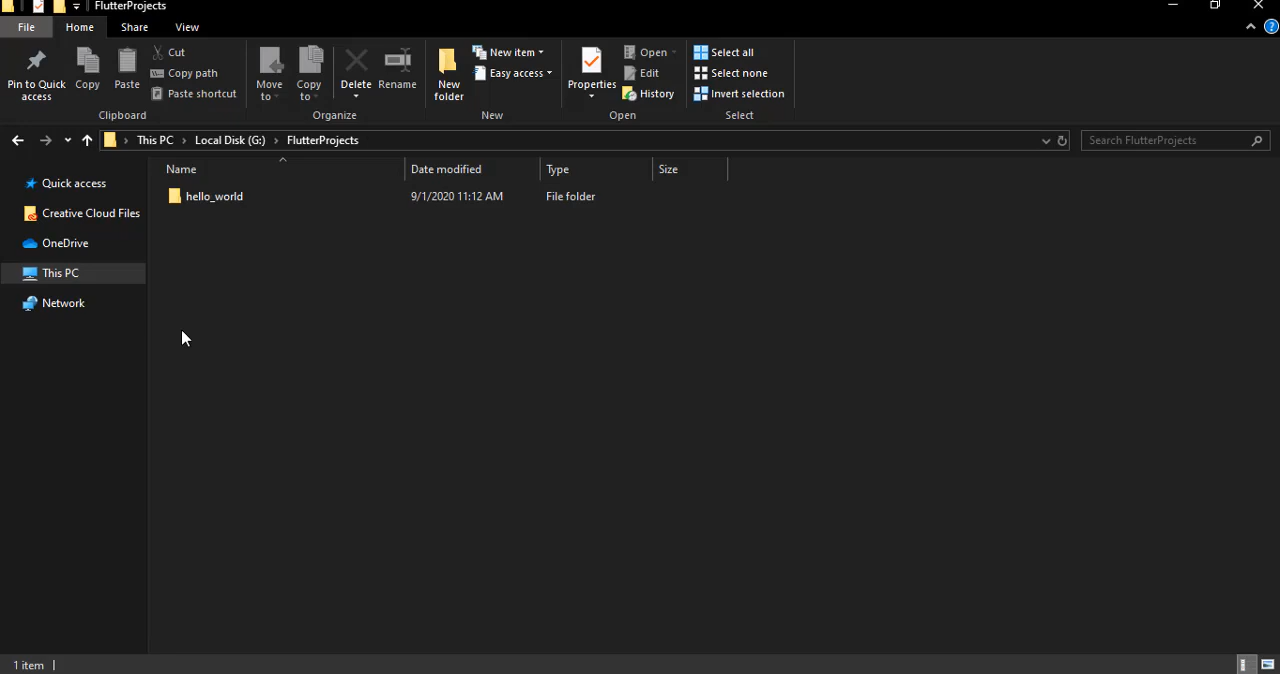 FlutterProjects
File Home Share View
Pin to Quick access
Copy
Paste
Cut
Copy path
Paste shortcut
Clipboard
Move to
Copy to
Delete
Rename
Organize
New folder
New item
Easy access
New
Properties
Open
Edit
History
Open
Select all
Select none
Invert selection
Select
This PC › Local Disk (G:) › FlutterProjects
Search FlutterProjects
Name Date modified Type Size
hello_world 9/1/2020 11:12 AM File folder
Quick access
Creative Cloud Files
OneDrive
This PC
Network
1 item